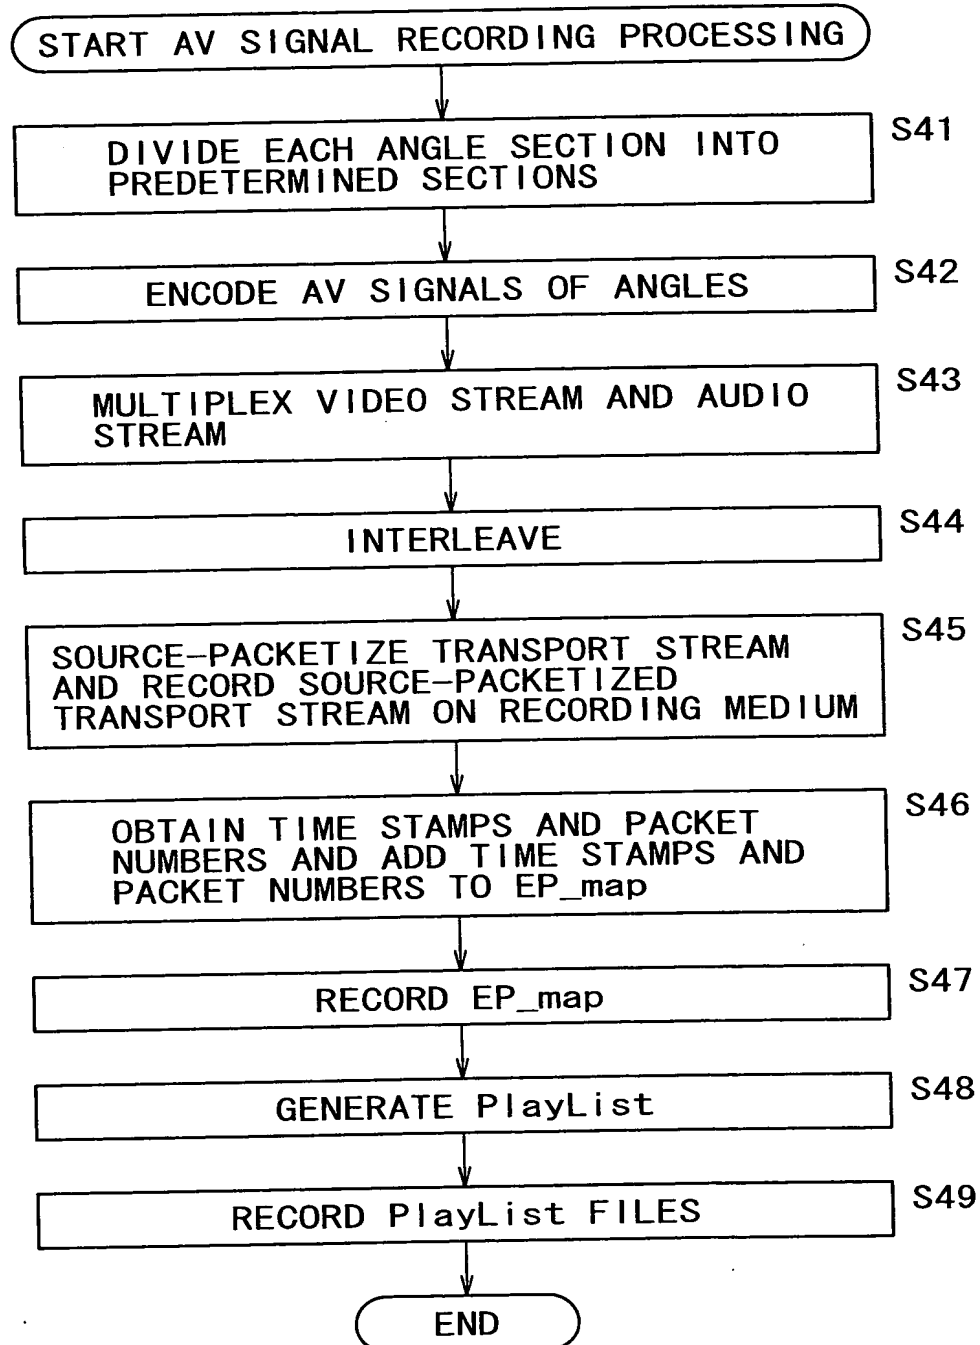 START AV SIGNAL RECORDING PROCESSING
S41
DIVIDE EACH ANGLE SECTION INTO
PREDETERMINED SECTIONS
S42
ENCODE AV SIGNALS OF ANGLES
S43
MULTIPLEX VIDEO STREAM AND AUDIO
STREAM
S44
INTERLEAVE
S45
SOURCE-PACKETIZE TRANSPORT STREAM
AND RECORD SOURCE-PACKETIZED
TRANSPORT STREAM ON RECORDING MEDIUM
S46
OBTAIN TIME STAMPS AND PACKET
NUMBERS AND ADD TIME STAMPS AND
PACKET NUMBERS TO EP_map
S47
RECORD EP_map
S48
GENERATE PlayList
S49
RECORD PlayList FILES
END